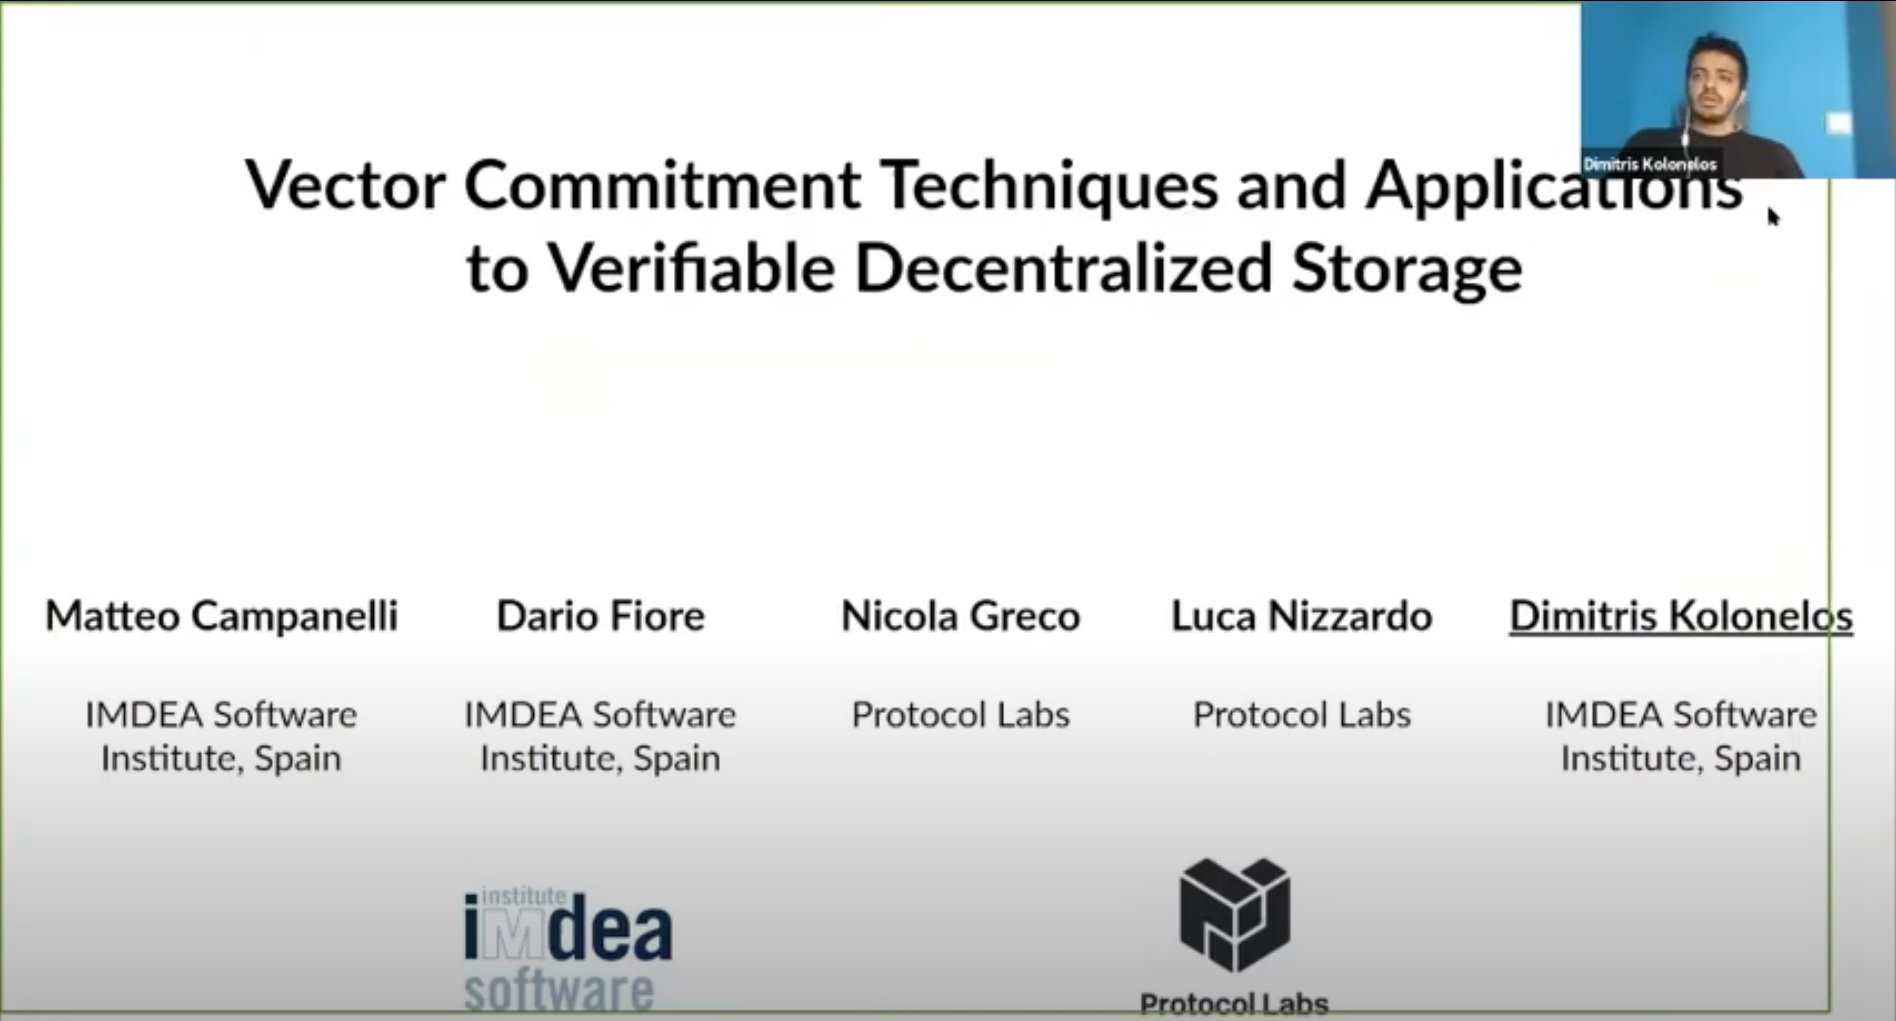 Dimitris Kolonelos
Vector Commitment Techniques and Applications
to Verifiable Decentralized Storage
Matteo Campanelli
Dario Fiore
Nicola Greco
Luca Nizzardo
Dimitris Kolonelos
IMDEA Software
Institute, Spain
IMDEA Software
Institute, Spain
Protocol Labs
Protocol Labs
IMDEA Software
Institute, Spain
institute
iMdea
software
Protocol Labs